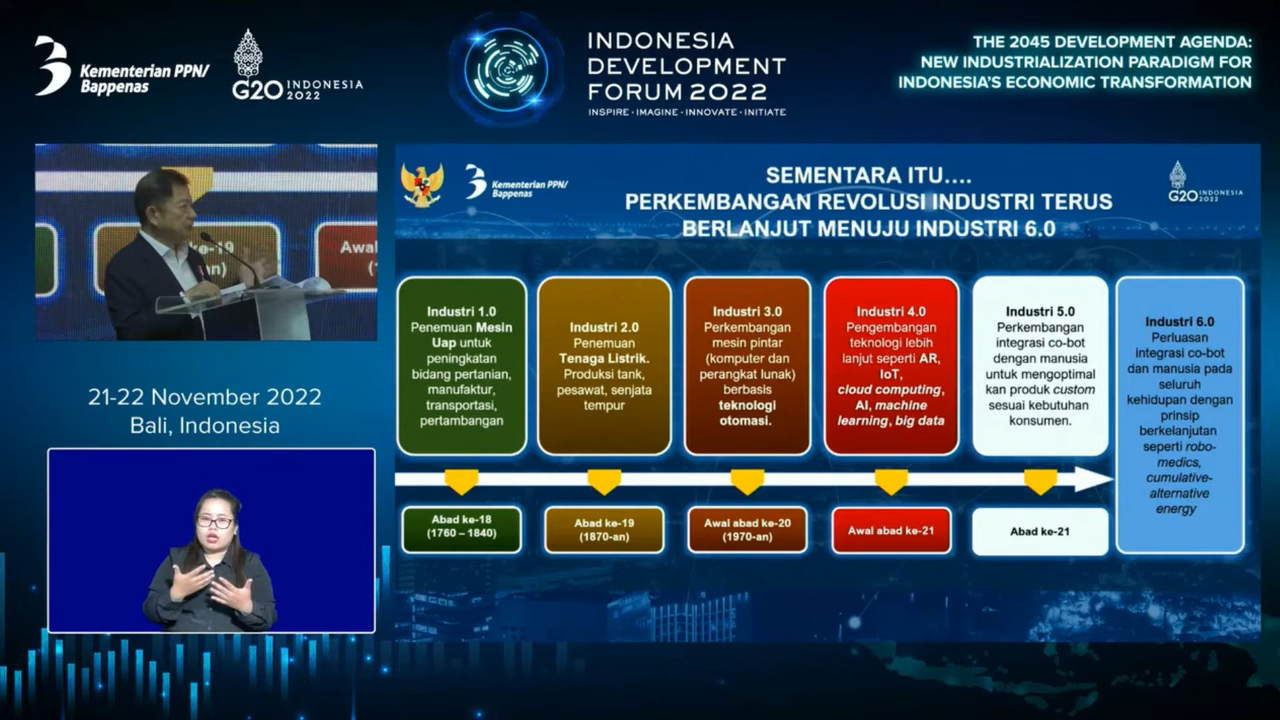 Kementerian PPN/
Bappenas
G20 INDONESIA
2022
INDONESIA
DEVELOPMENT
FORUM 2022
INSPIRE · IMAGINE · INNOVATE · INITIATE
THE 2045 DEVELOPMENT AGENDA:
NEW INDUSTRIALIZATION PARADIGM FOR
INDONESIA'S ECONOMIC TRANSFORMATION
ke-19
an)
Awal
21-22 November 2022
Bali, Indonesia
Kementerian PPN/
Bappenas
SEMENTARA ITU....
PERKEMBANGAN REVOLUSI INDUSTRI TERUS
BERLANJUT MENUJU INDUSTRI 6.0
G20 INDONESIA
2022
Industri 1.0
Penemuan Mesin
Uap untuk
peningkatan
bidang pertanian,
manufaktur,
transportasi,
pertambangan
Industri 2.0
Penemuan
Tenaga Listrik.
Produksi tank,
pesawat, senjata
tempur
Industri 3.0
Perkembangan
mesin pintar
(komputer dan
perangkat lunak)
berbasis
teknologi
otomasi.
Industri 4.0
Pengembangan
teknologi lebih
lanjut seperti AR,
IoT,
cloud computing,
AI, machine
learning, big data
Industri 5.0
Perkembangan
integrasi co-bot
dengan manusia
untuk mengoptimal
kan produk custom
sesuai kebutuhan
konsumen.
Industri 6.0
Perluasan
integrasi co-bot
dan manusia pada
seluruh
kehidupan dengan
prinsip
berkelanjutan
seperti robo-
medics,
cumulative-
alternative
energy
Abad ke-18
(1760 – 1840)
Abad ke-19
(1870-an)
Awal abad ke-20
(1970-an)
Awal abad ke-21
Abad ke-21